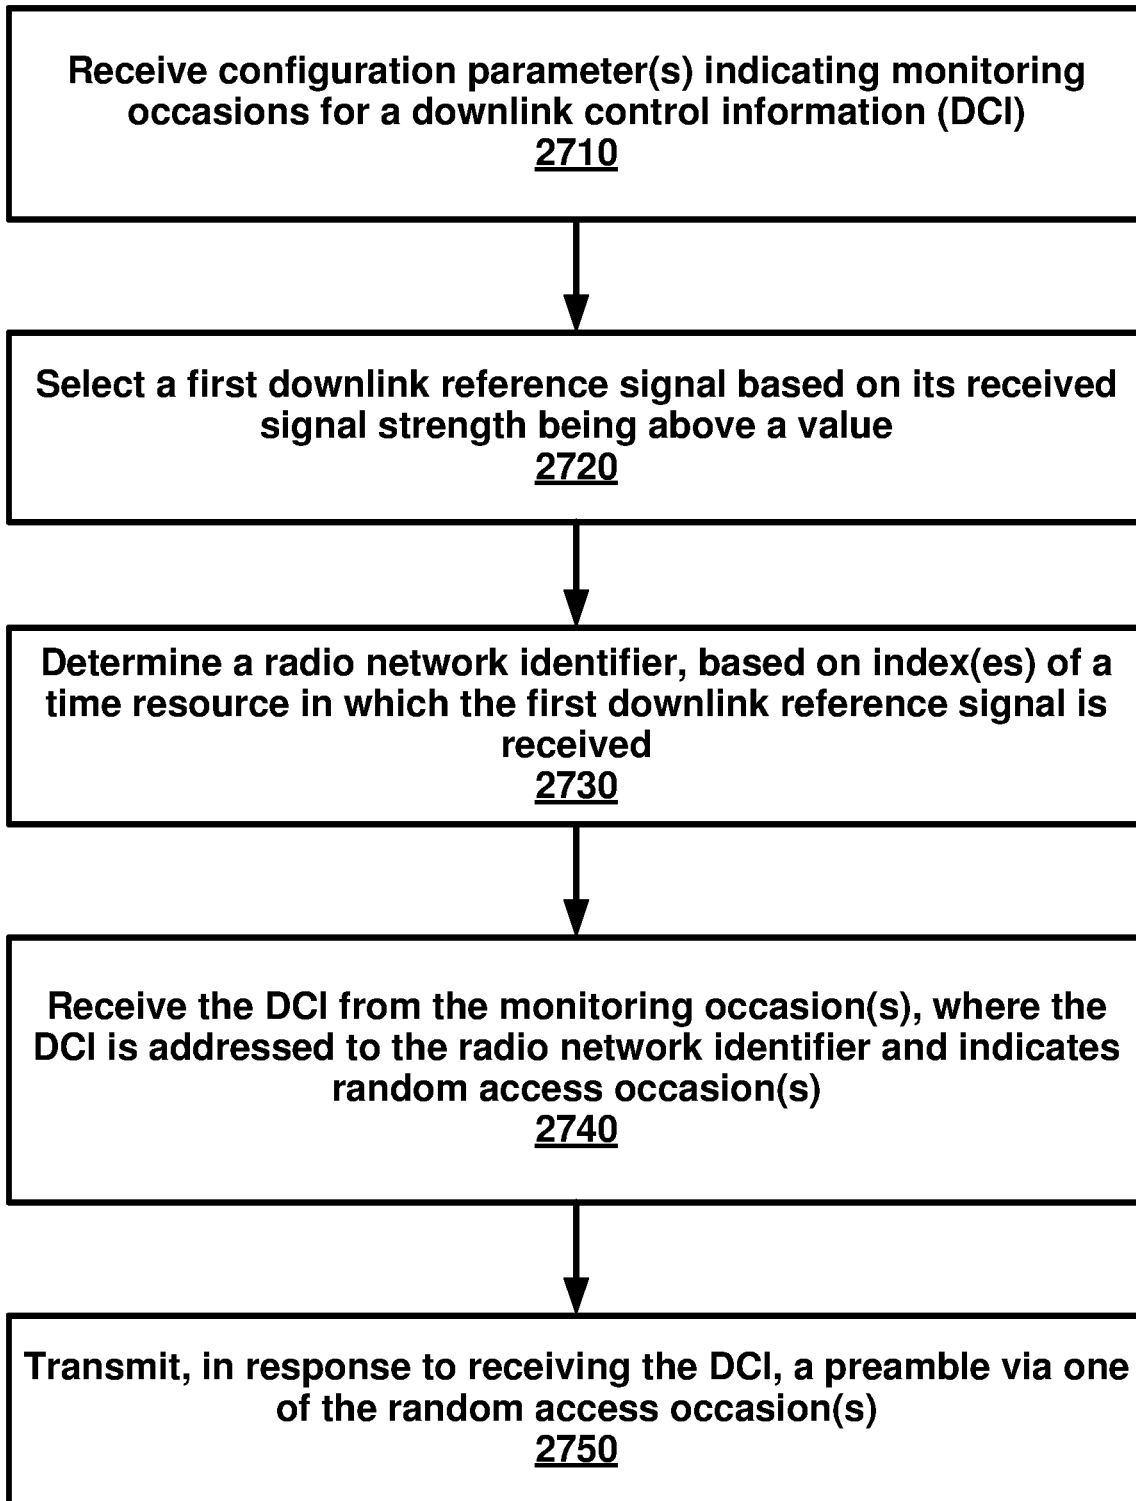 Receive configuration parameter(s) indicating monitoring
occasions for a downlink control information (DCI)
2710
Select a first downlink reference signal based on its received
signal strength being above a value
2720
Determine a radio network identifier, based on index(es) of a
time resource in which the first downlink reference signal is
received
2730
Receive the DCI from the monitoring occasion(s), where the
DCI is addressed to the radio network identifier and indicates
random access occasion(s)
2740
Transmit, in response to receiving the DCI, a preamble via one
of the random access occasion(s)
2750